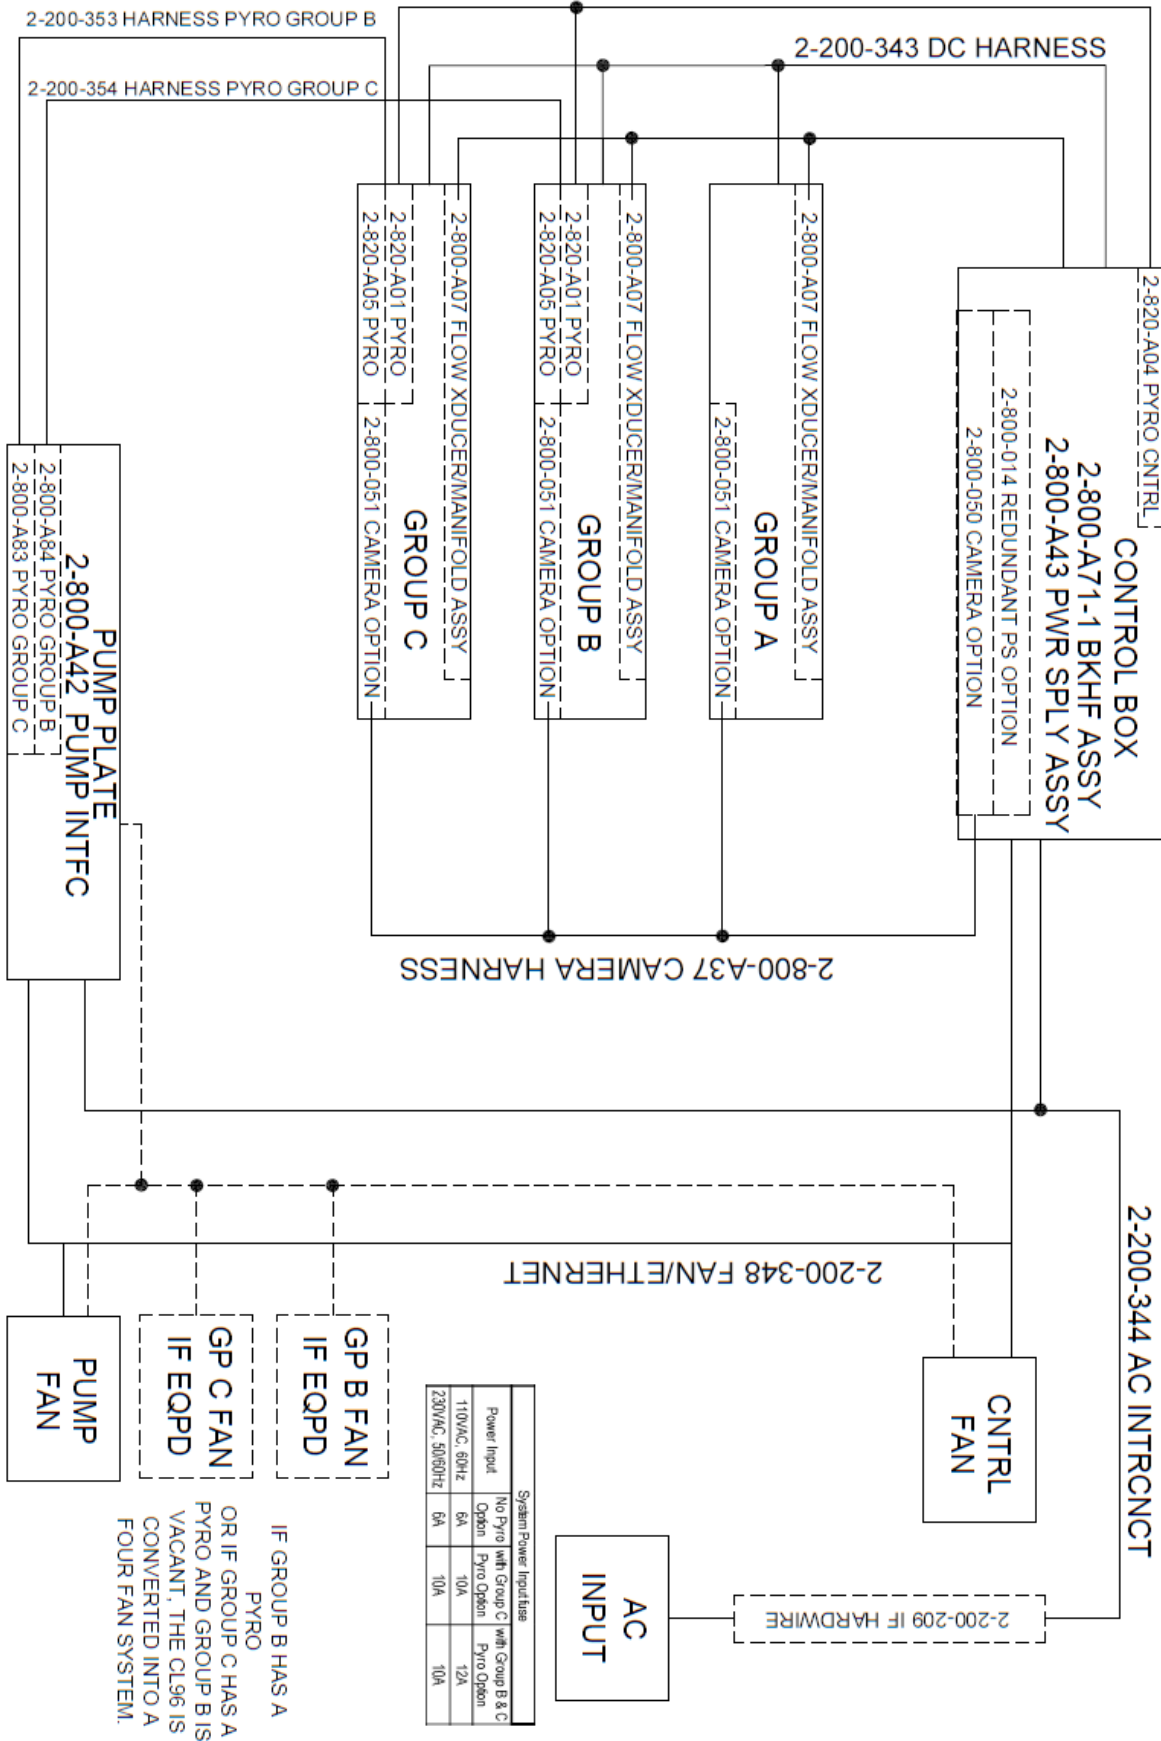 2-200-353 HARNESS PYRO GROUP B
2-200-354 HARNESS PYRO GROUP C
2-200-343 DC HARNESS
2-820-A04 PYRO CNTRL
CONTROL BOX
2-800-A71-1 BKHF ASSY
2-800-A43 PWR SPLY ASSY
2-800-014 REDUNDANT PS OPTION
2-800-050 CAMERA OPTION
2-800-A07 FLOW XDUCER/MANIFOLD ASSY
GROUP A
2-800-051 CAMERA OPTION
2-800-A07 FLOW XDUCER/MANIFOLD ASSY
GROUP B
2-820-A01 PYRO
2-820-A05 PYRO
2-800-051 CAMERA OPTION
2-800-A07 FLOW XDUCER/MANIFOLD ASSY
GROUP C
2-820-A01 PYRO
2-820-A05 PYRO
2-800-051 CAMERA OPTION
PUMP PLATE
2-800-A42 PUMP INTFC
2-800-A84 PYRO GROUP B
2-800-A83 PYRO GROUP C
2-800-A37 CAMERA HARNESS
2-200-344 AC INTRCNCT
2-200-348 FAN/ETHERNET
CNTRL
FAN
GP B FAN
IF EQPD
GP C FAN
IF EQPD
PUMP
FAN
2-200-209 IF HARDWIRE
AC
INPUT
System Power Input fuse
Power Input
No Pyro
Option
with Group C
Pyro Option
with Group B & C
Pyro Option
110VAC, 60Hz 6A 10A 12A
230VAC, 50/60Hz 6A 10A 10A
IF GROUP B HAS A
PYRO
OR IF GROUP C HAS A
PYRO AND GROUP B IS
VACANT, THE CL96 IS
CONVERTED INTO A
FOUR FAN SYSTEM.